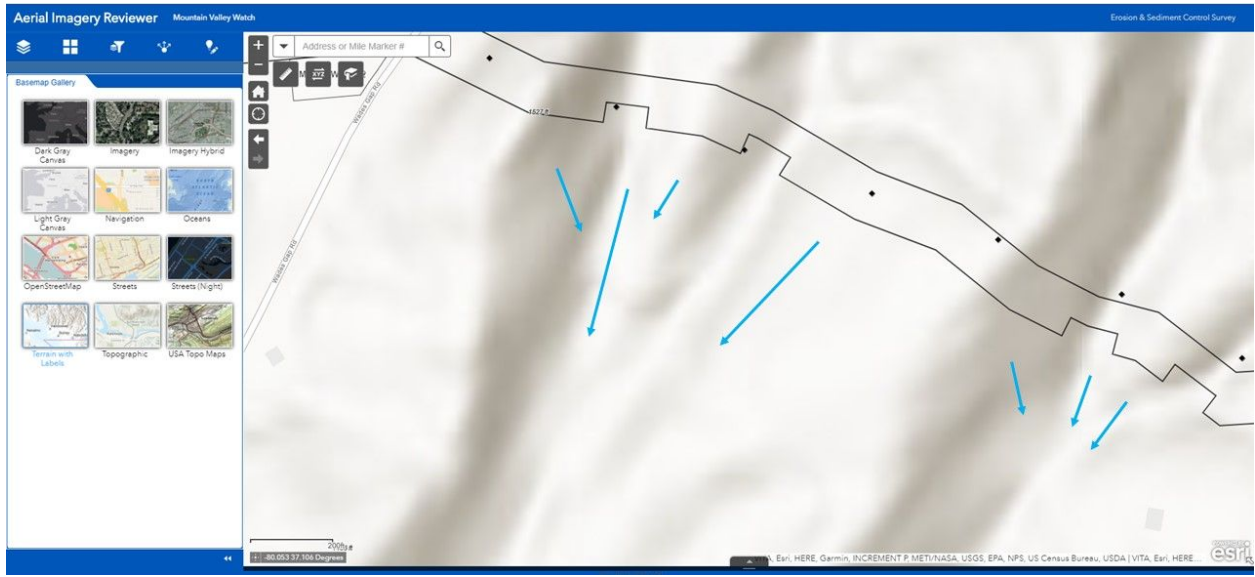 Aerial Imagery Reviewer Mountain Valley Watch
Erosion & Sediment Control Survey
Basemap Gallery
Dark Gray
Canvas
Imagery
Imagery Hybrid
Light Gray
Canvas
Navigation
Oceans
OpenStreetMap
Streets
Streets (Night)
Terrain with
Labels
Topographic
USA Topo Maps
Address or Mile Marker #
XYZ
Wades Gap Rd
Wades Gap Rd
-80.053 37.106 Degrees
Esri, HERE, Garmin, INCREMENT P, METI/NASA, USGS, EPA, NPS, US Census Bureau, USDA | VITA, Esri, HERE...
esri